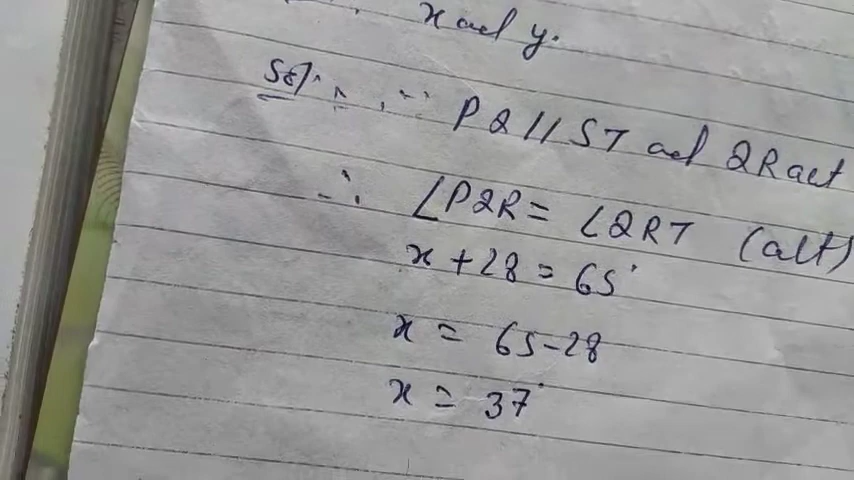 x and y.
Sol:- ∵ PQ // ST and QR act
∴ ∠PQR = ∠QRT (alt)
x + 28 = 65°
x = 65-28
x = 37°